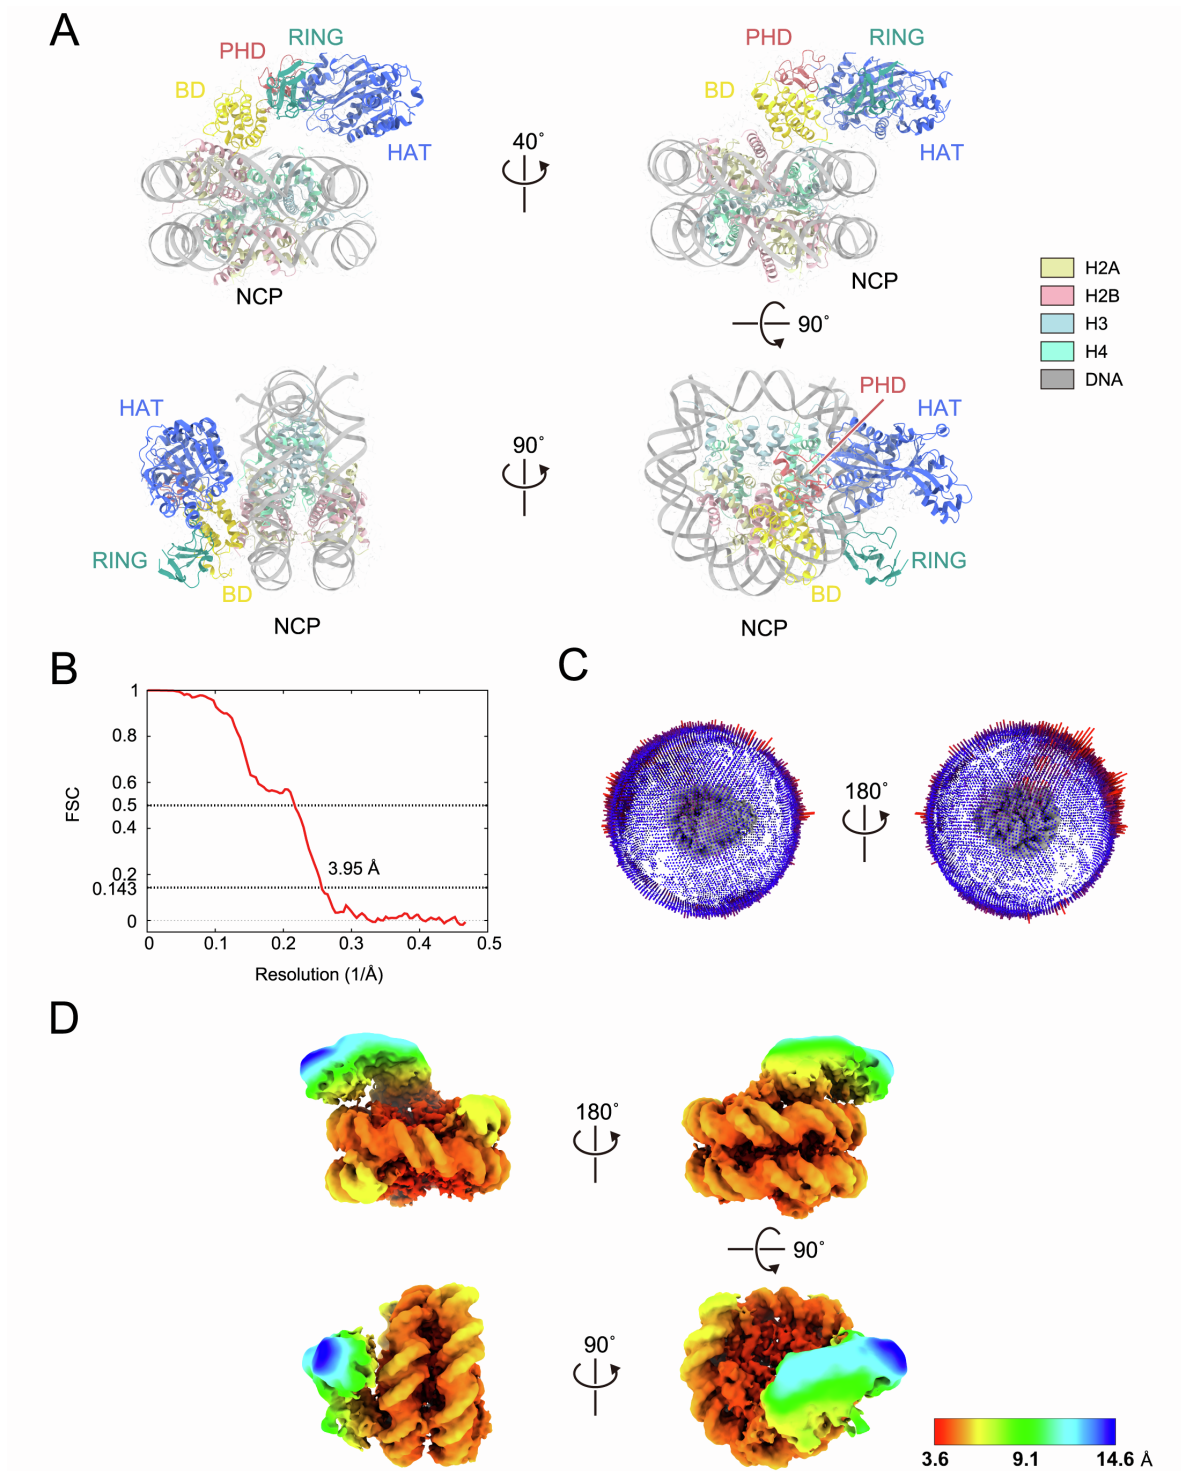 A
RING
PHD
BD
HAT
NCP
40°
PHD
RING
BD
HAT
NCP
90°
H2A
H2B
H3
H4
DNA
HAT
RING
BD
NCP
90°
PHD
HAT
RING
BD
NCP
B
1
0.8
0.6
0.5
0.4
0.2
0.143
0
FSC
3.95 Å
0
0.1
0.2
0.3
0.4
0.5
Resolution (1/Å)
C
180°
D
180°
90°
90°
3.6
9.1
14.6 Å